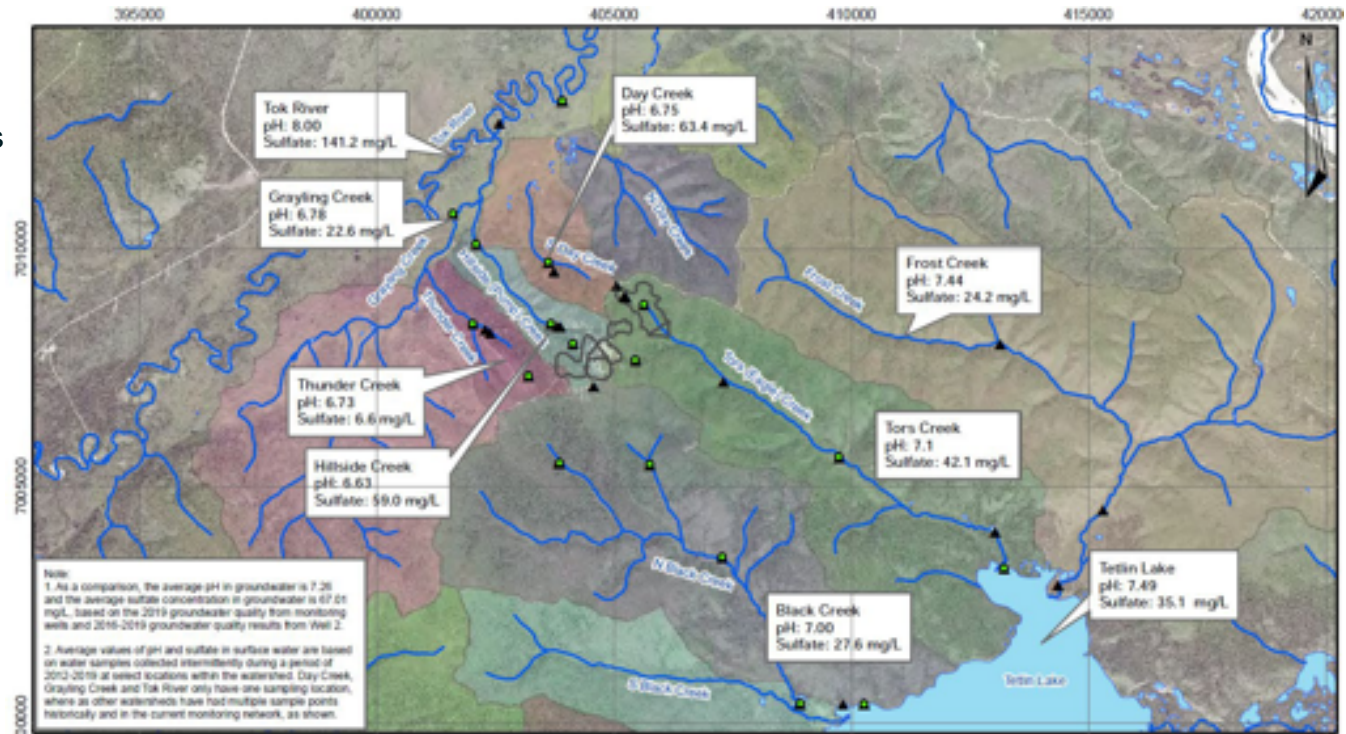 395000 400000 405000 410000 415000 42000
N
s
Day Creek
pH: 6.75
Sulfate: 63.4 mg/L
Tok River
pH: 8.00
Sulfate: 141.2 mg/L
Tok River
Grayling Creek
pH: 6.78
Sulfate: 22.6 mg/L
7010000
N Day Creek
Day Creek
Grayling Creek
Hillside Creek
Frost Creek
Frost Creek
pH: 7.44
Sulfate: 24.2 mg/L
Thunder Creek
Tors (Eagle) Creek
Thunder Creek
pH: 6.73
Sulfate: 6.6 mg/L
Tors Creek
pH: 7.1
Sulfate: 42.1 mg/L
Hillside Creek
pH: 6.63
Sulfate: 59.0 mg/L
7005000
Tetlin Lake
pH: 7.49
Sulfate: 35.1 mg/L
N Black Creek
Black Creek
pH: 7.00
Sulfate: 27.6 mg/L
Tetlin Lake
S Black Creek
00000
Note:
1. As a comparison, the average pH in groundwater is 7.26
and the average sulfate concentration in groundwater is 67.01
mg/L, based on the 2019 groundwater quality from monitoring
wells and 2016-2019 groundwater quality results from Well 2.
2. Average values of pH and sulfate in surface water are based
on water samples collected intermittently during a period of
2012-2019 at select locations within the watershed. Day Creek,
Grayling Creek and Tok River only have one sampling location,
where as other watersheds have had multiple sample points
historically and in the current monitoring network, as shown.